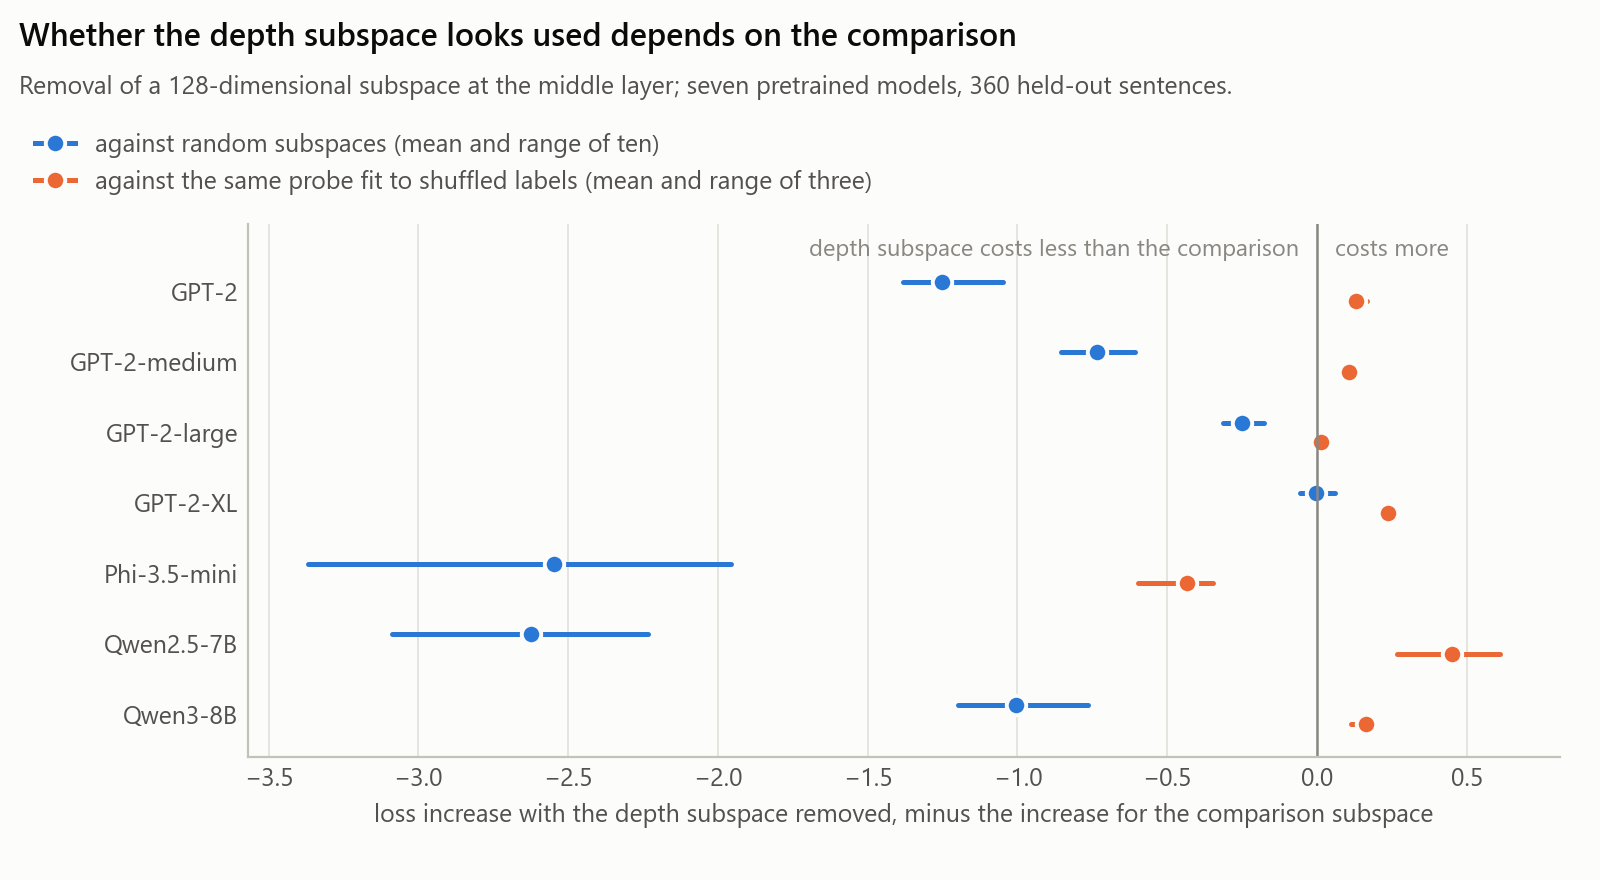 Whether the depth subspace looks used depends on the comparison
Removal of a 128-dimensional subspace at the middle layer; seven pretrained models, 360 held-out sentences.
against random subspaces (mean and range of ten)
against the same probe fit to shuffled labels (mean and range of three)
depth subspace costs less than the comparison costs more
GPT-2
GPT-2-medium
GPT-2-large
GPT-2-XL
Phi-3.5-mini
Qwen2.5-7B
Qwen3-8B
−3.5 −3.0 −2.5 −2.0 −1.5 −1.0 −0.5 0.0 0.5
loss increase with the depth subspace removed, minus the increase for the comparison subspace